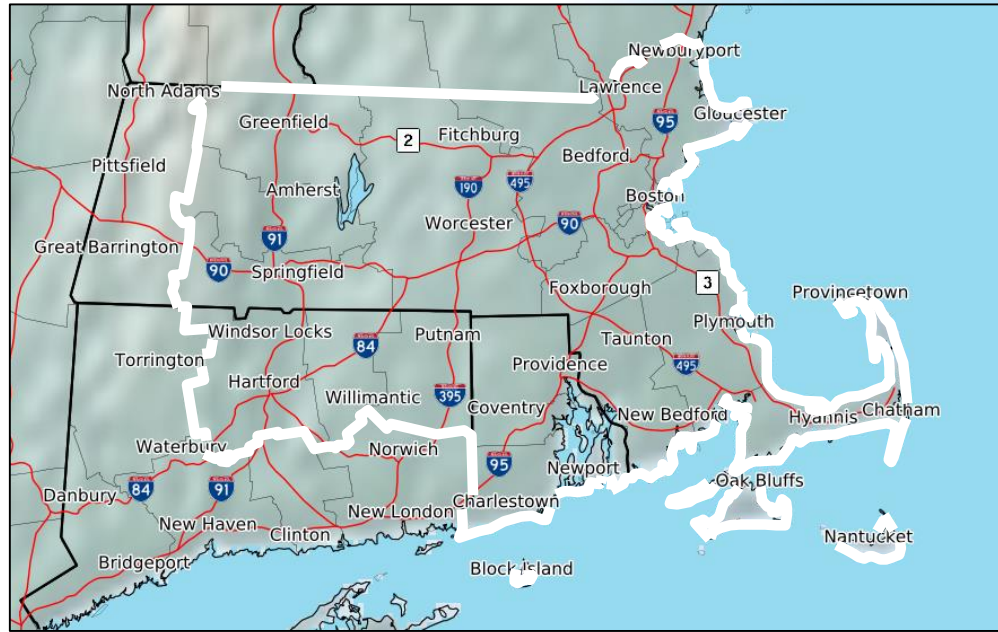 Newburyport
North Adams
Lawrence
Gloucester
Greenfield
95
2
Fitchburg
Bedford
Pittsfield
Amherst
190
495
Boston
Worcester
90
91
Great Barrington
90
Springfield
Foxborough
3
Provincetown
Windsor Locks
Putnam
Plymouth
Taunton
84
Torrington
Providence
495
Hartford
Willimantic
395
Coventry
New Bedford
Hyannis
Chatham
Waterbury
Norwich
95
Newport
Oak Bluffs
Danbury
84
91
Charlestown
New London
New Haven
Clinton
Nantucket
Bridgeport
Block Island